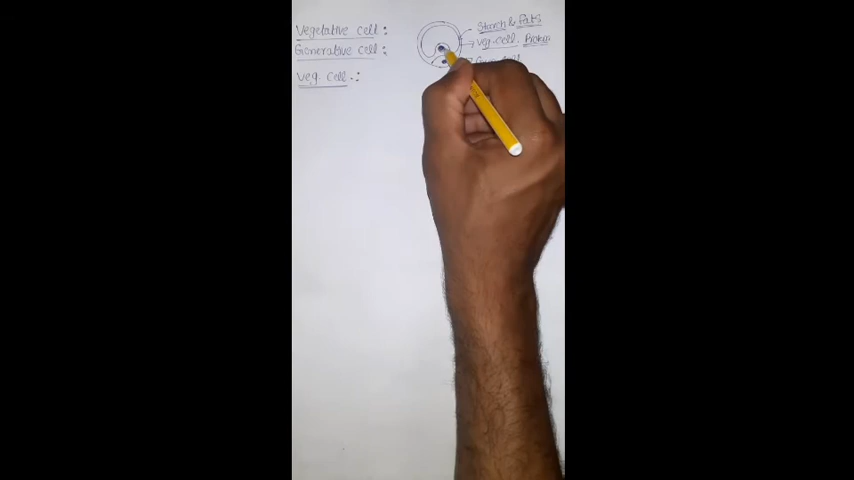 Vegetative cell :
Generative cell :
Veg. Cell .:
Starch & Fats
Veg. cell.